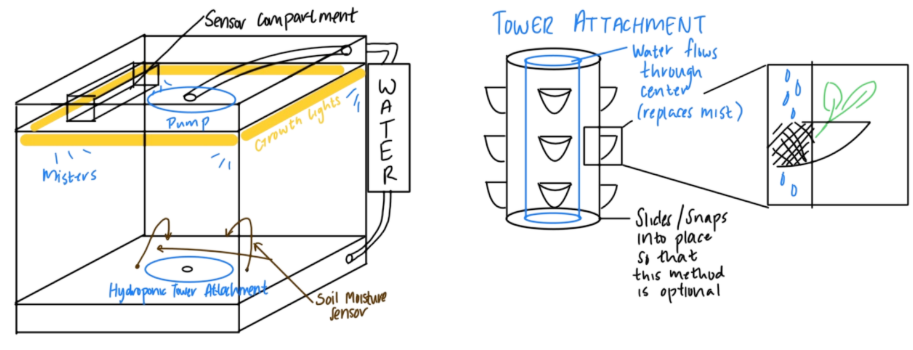 Sensor Compartment
Pump
Growth Lights
Misters
WATER
Hydroponic Tower Attachment
Soil Moisture
Sensor
TOWER ATTACHMENT
Water flows
through
center
(replaces mist)
Slides/Snaps
into place
so that
this method
is optional